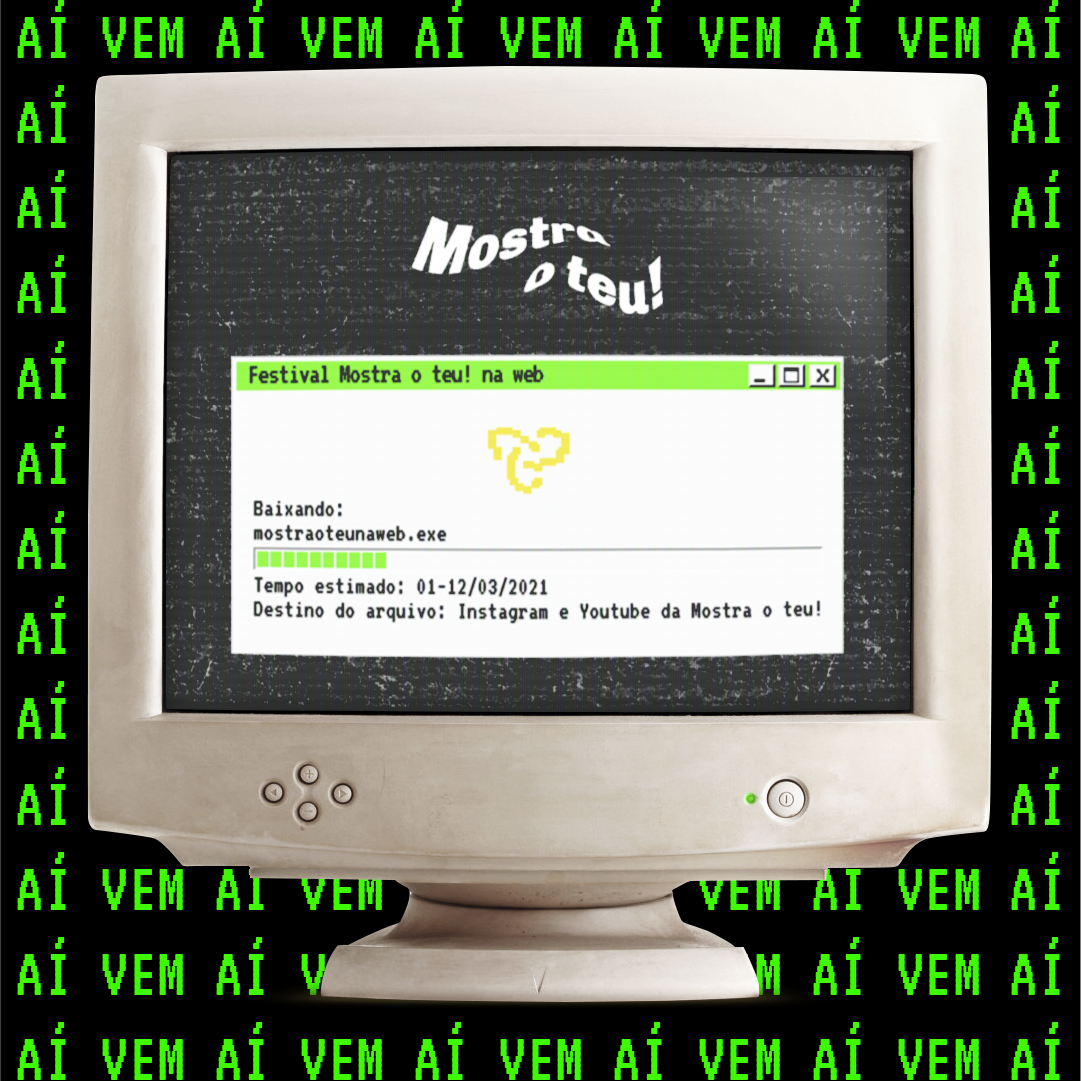 AÍ VEM AÍ VEM AÍ VEM AÍ VEM AÍ VEM AÍ
AÍ AÍ
AÍ AÍ
AÍ AÍ
AÍ AÍ
AÍ AÍ
AÍ AÍ
AÍ AÍ
AÍ AÍ
AÍ AÍ
Mostra
o teu!
Festival Mostra o teu! na web
Baixando:
mostraoteunaweb.exe
Tempo estimado: 01-12/03/2021
Destino do arquivo: Instagram e Youtube da Mostra o teu!
AÍ VEM AÍ VEM VEM AÍ VEM AÍ
AÍ VEM AÍ V M AÍ VEM AÍ
AÍ VEM AÍ VEM AÍ VEM AÍ VEM AÍ VEM AÍ